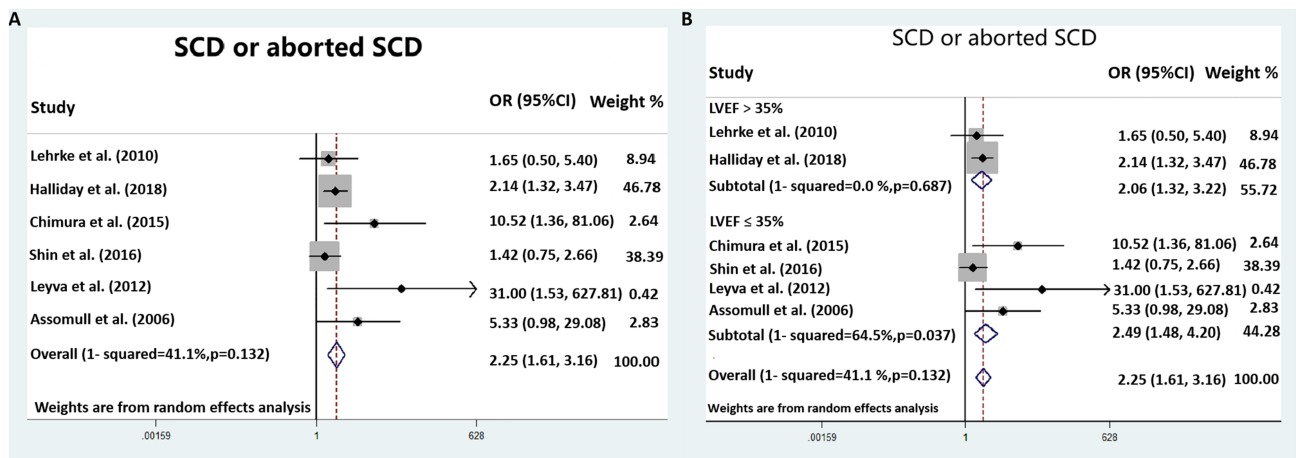 A
SCD or aborted SCD
Study OR (95%CI) Weight %
Lehrke et al. (2010) 1.65 (0.50, 5.40) 8.94
Halliday et al. (2018) 2.14 (1.32, 3.47) 46.78
Chimura et al. (2015) 10.52 (1.36, 81.06) 2.64
Shin et al. (2016) 1.42 (0.75, 2.66) 38.39
Leyva et al. (2012) 31.00 (1.53, 627.81) 0.42
Assomull et al. (2006) 5.33 (0.98, 29.08) 2.83
Overall (1- squared=41.1%,p=0.132) 2.25 (1.61, 3.16) 100.00
Weights are from random effects analysis
.00159 1 628
B
SCD or aborted SCD
Study OR (95%CI) Weight %
LVEF > 35%
Lehrke et al. (2010) 1.65 (0.50, 5.40) 8.94
Halliday et al. (2018) 2.14 (1.32, 3.47) 46.78
Subtotal (1- squared=0.0 %,p=0.687) 2.06 (1.32, 3.22) 55.72
LVEF ≤ 35%
Chimura et al. (2015) 10.52 (1.36, 81.06) 2.64
Shin et al. (2016) 1.42 (0.75, 2.66) 38.39
Leyva et al. (2012) 31.00 (1.53, 627.81) 0.42
Assomull et al. (2006) 5.33 (0.98, 29.08) 2.83
Subtotal (1- squared=64.5%,p=0.037) 2.49 (1.48, 4.20) 44.28
Overall (1- squared=41.1 %,p=0.132) 2.25 (1.61, 3.16) 100.00
Weights are from random effects analysis
.00159 1 628